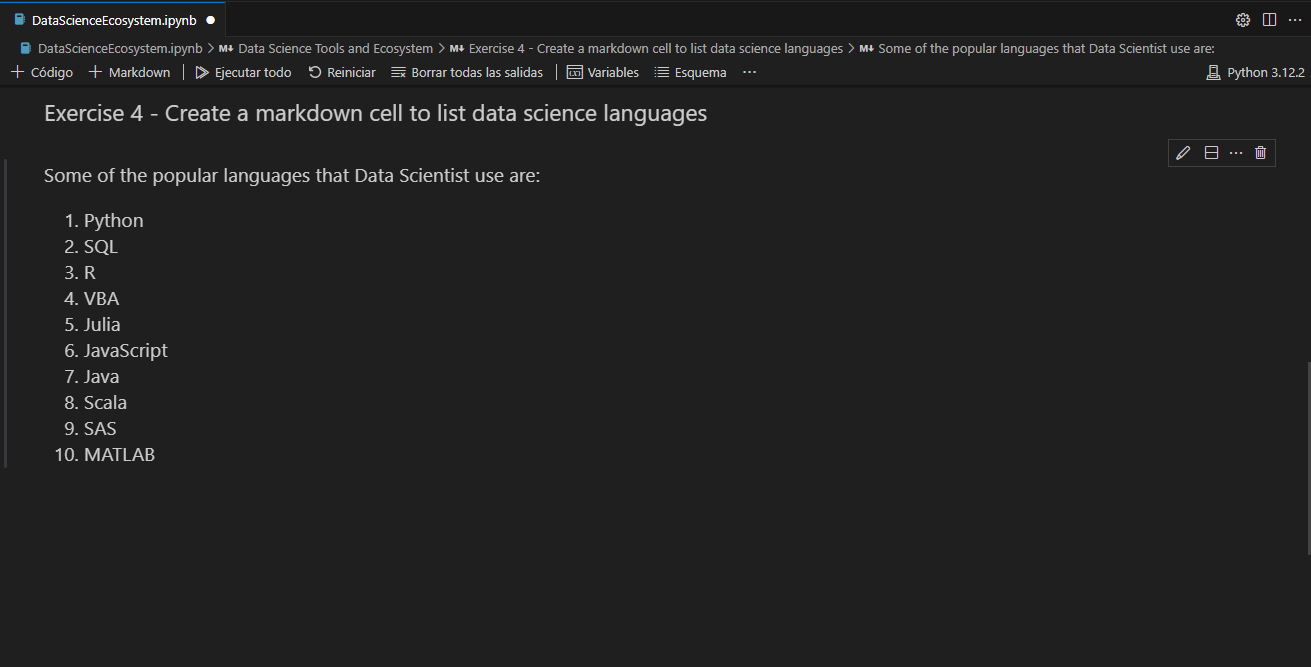 DataScienceEcosystem.ipynb
DataScienceEcosystem.ipynb > M↓ Data Science Tools and Ecosystem > M↓ Exercise 4 - Create a markdown cell to list data science languages > M↓ Some of the popular languages that Data Scientist use are:
+ Código + Markdown | Ejecutar todo Reiniciar Borrar todas las salidas | Variables Esquema ··· Python 3.12.2
Exercise 4 - Create a markdown cell to list data science languages
Some of the popular languages that Data Scientist use are:
1. Python
2. SQL
3. R
4. VBA
5. Julia
6. JavaScript
7. Java
8. Scala
9. SAS
10. MATLAB